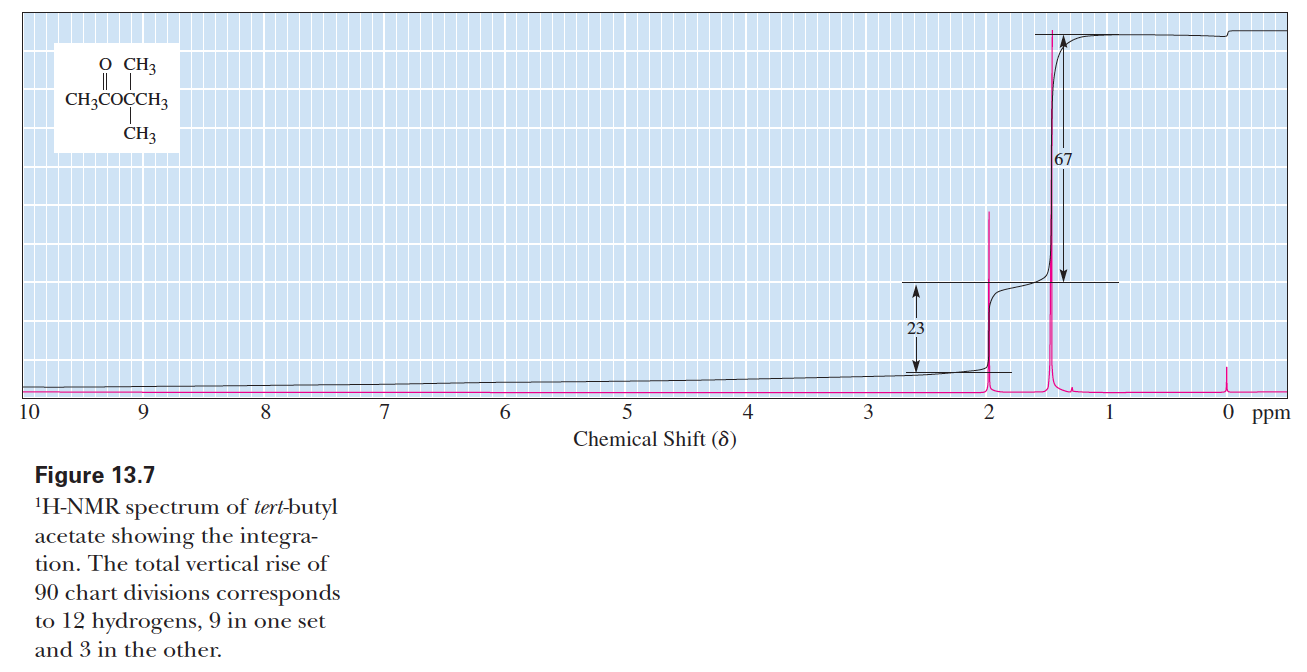 O CH₃
CH₃COCCH₃
CH₃
67
23
10 9 8 7 6 5 4 3 2 1 0 ppm
Chemical Shift (δ)
Figure 13.7
¹H-NMR spectrum of tert-butyl
acetate showing the integra-
tion. The total vertical rise of
90 chart divisions corresponds
to 12 hydrogens, 9 in one set
and 3 in the other.